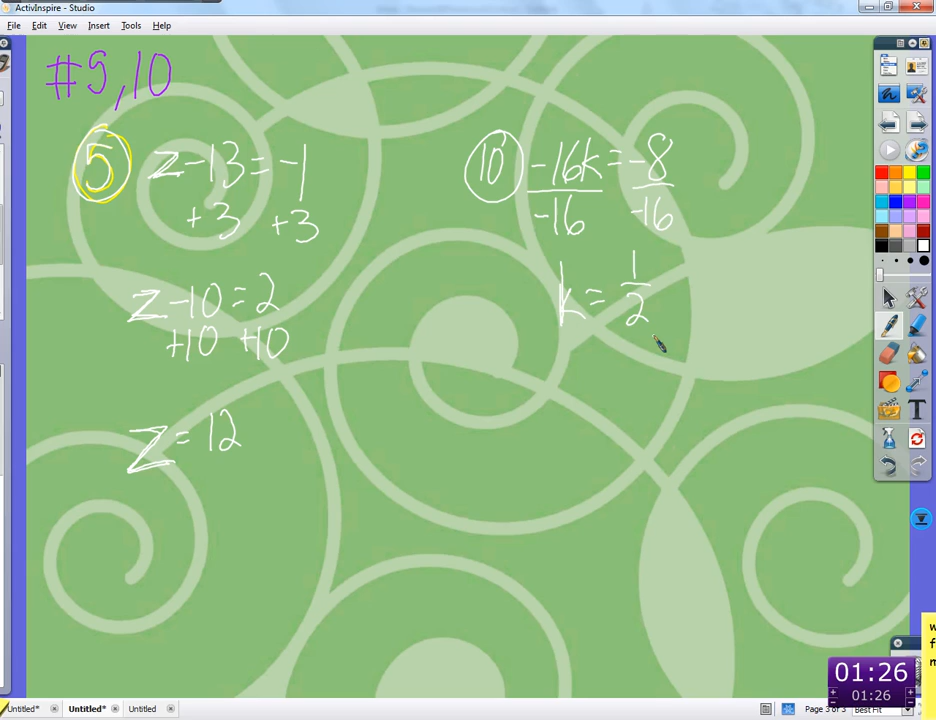 ActivInspire - Studio
File Edit View Insert Tools Help
#9,10
5 z-13=-1
+3 +3
z-10=2
+10 +10
z=12
10 -16k=-8
-16 -16
k=1/2
T
01:26
01:26
Untitled* Untitled* Untitled
Page 3 of 3 Best Fit